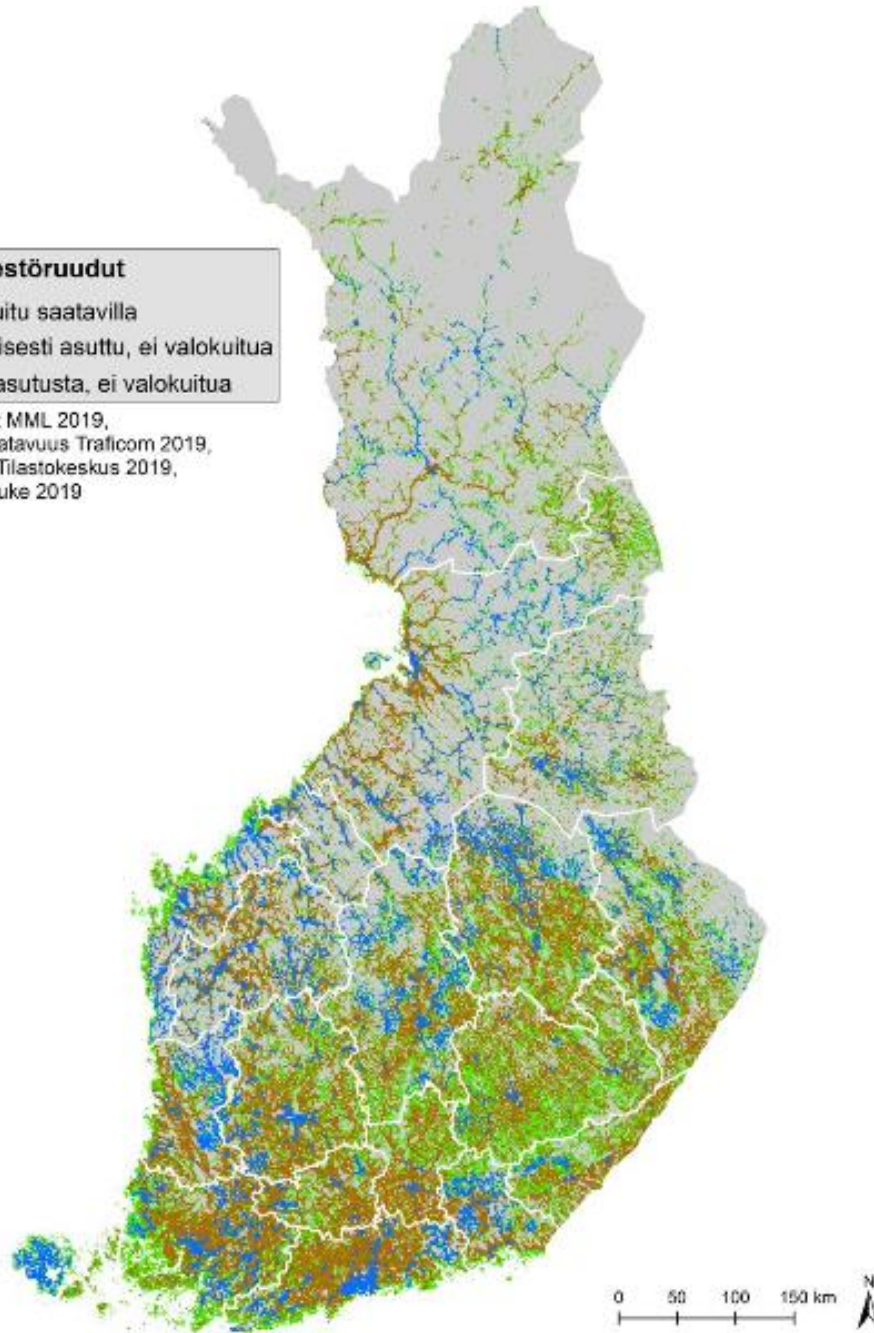 estöruudut
uitu saatavilla
isesti asuttu, ei valokuitua
asutusta, ei valokuitua
: MML 2019,
atavuus Traficom 2019,
Tilastokeskus 2019,
uke 2019
0 50 100 150 km
N